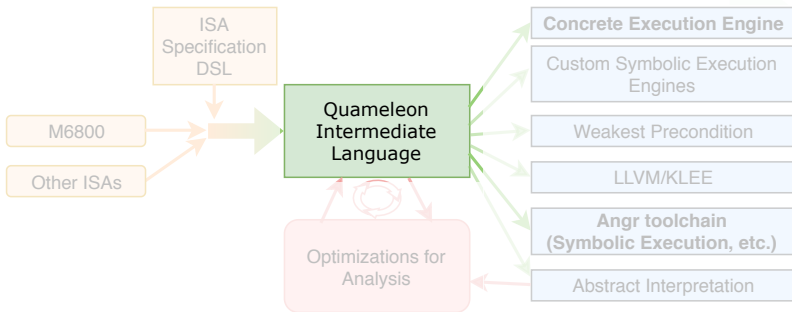 ISA
Specification
DSL
M6800
Other ISAs
Quameleon
Intermediate
Language
Optimizations for
Analysis
Concrete Execution Engine
Custom Symbolic Execution
Engines
Weakest Precondition
LLVM/KLEE
Angr toolchain
(Symbolic Execution, etc.)
Abstract Interpretation